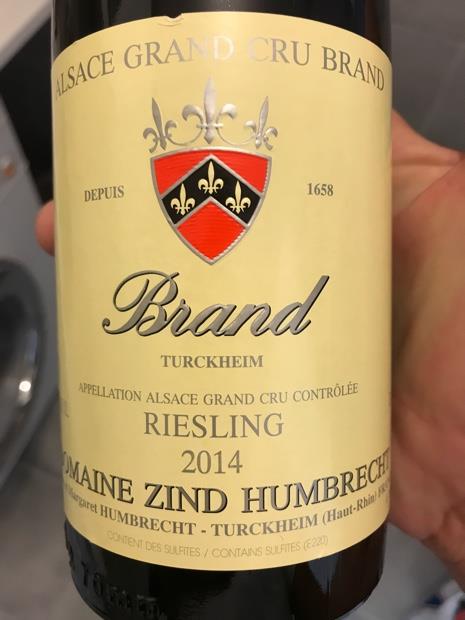 ALSACE GRAND CRU BRAND
DEPUIS 1658
Brand
TURCKHEIM
APPELLATION ALSACE GRAND CRU CONTRÔLÉE
RIESLING
2014
DOMAINE ZIND HUMBRECHT
Margaret HUMBRECHT - TURCKHEIM (Haut-Rhin)
CONTIENT DES SULFITES / CONTAINS SULFITES (E220)